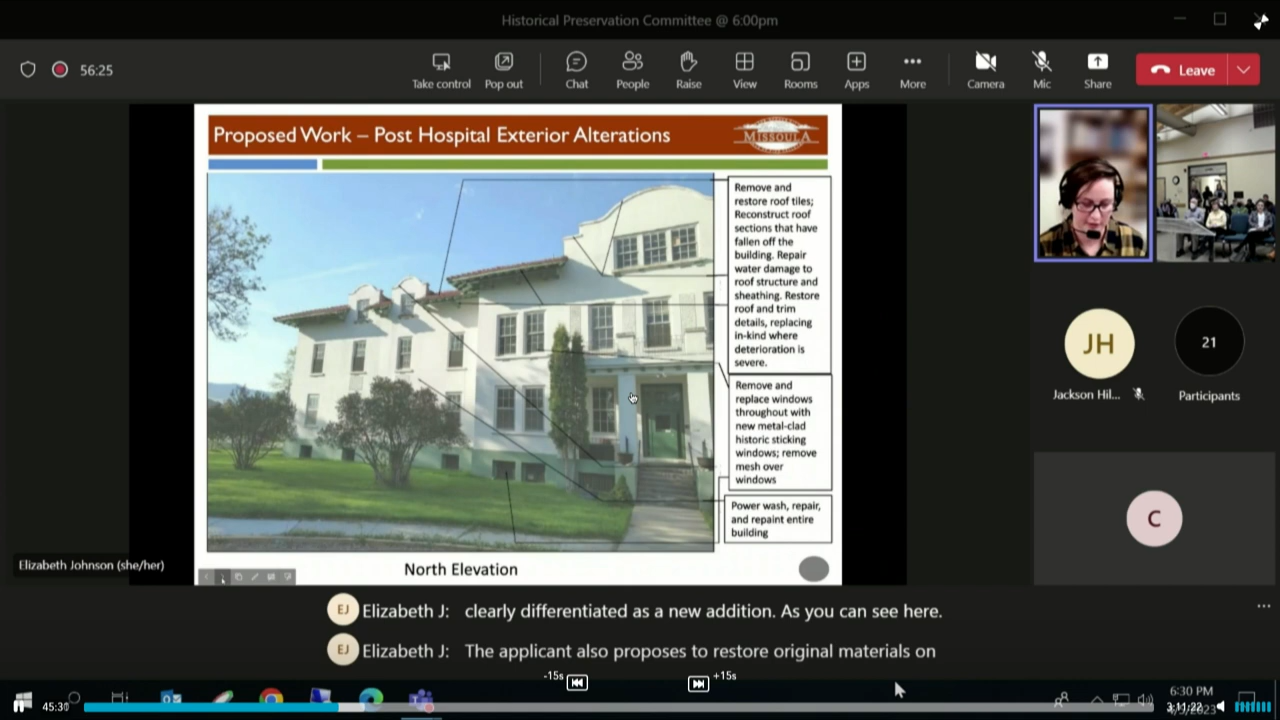 Historical Preservation Committee @ 6:00pm
56:25
Take control
Pop out
Chat
People
Raise
View
Rooms
Apps
More
Camera
Mic
Share
Leave
Proposed Work – Post Hospital Exterior Alterations
MISSOULA
Remove and
restore roof tiles;
Reconstruct roof
sections that have
fallen off the
building. Repair
water damage to
roof structure and
sheathing. Restore
roof and trim
details, replacing
in-kind where
deterioration is
severe.
Remove and
replace windows
throughout with
new metal-clad
historic sticking
windows; remove
mesh over
windows
Power wash, repair,
and repaint entire
building
North Elevation
Elizabeth Johnson (she/her)
JH
Jackson Hil...
21
Participants
C
EJ Elizabeth J: clearly differentiated as a new addition. As you can see here.
EJ Elizabeth J: The applicant also proposes to restore original materials on
-15s
+15s
45:30
6:30 PM
3:11:22